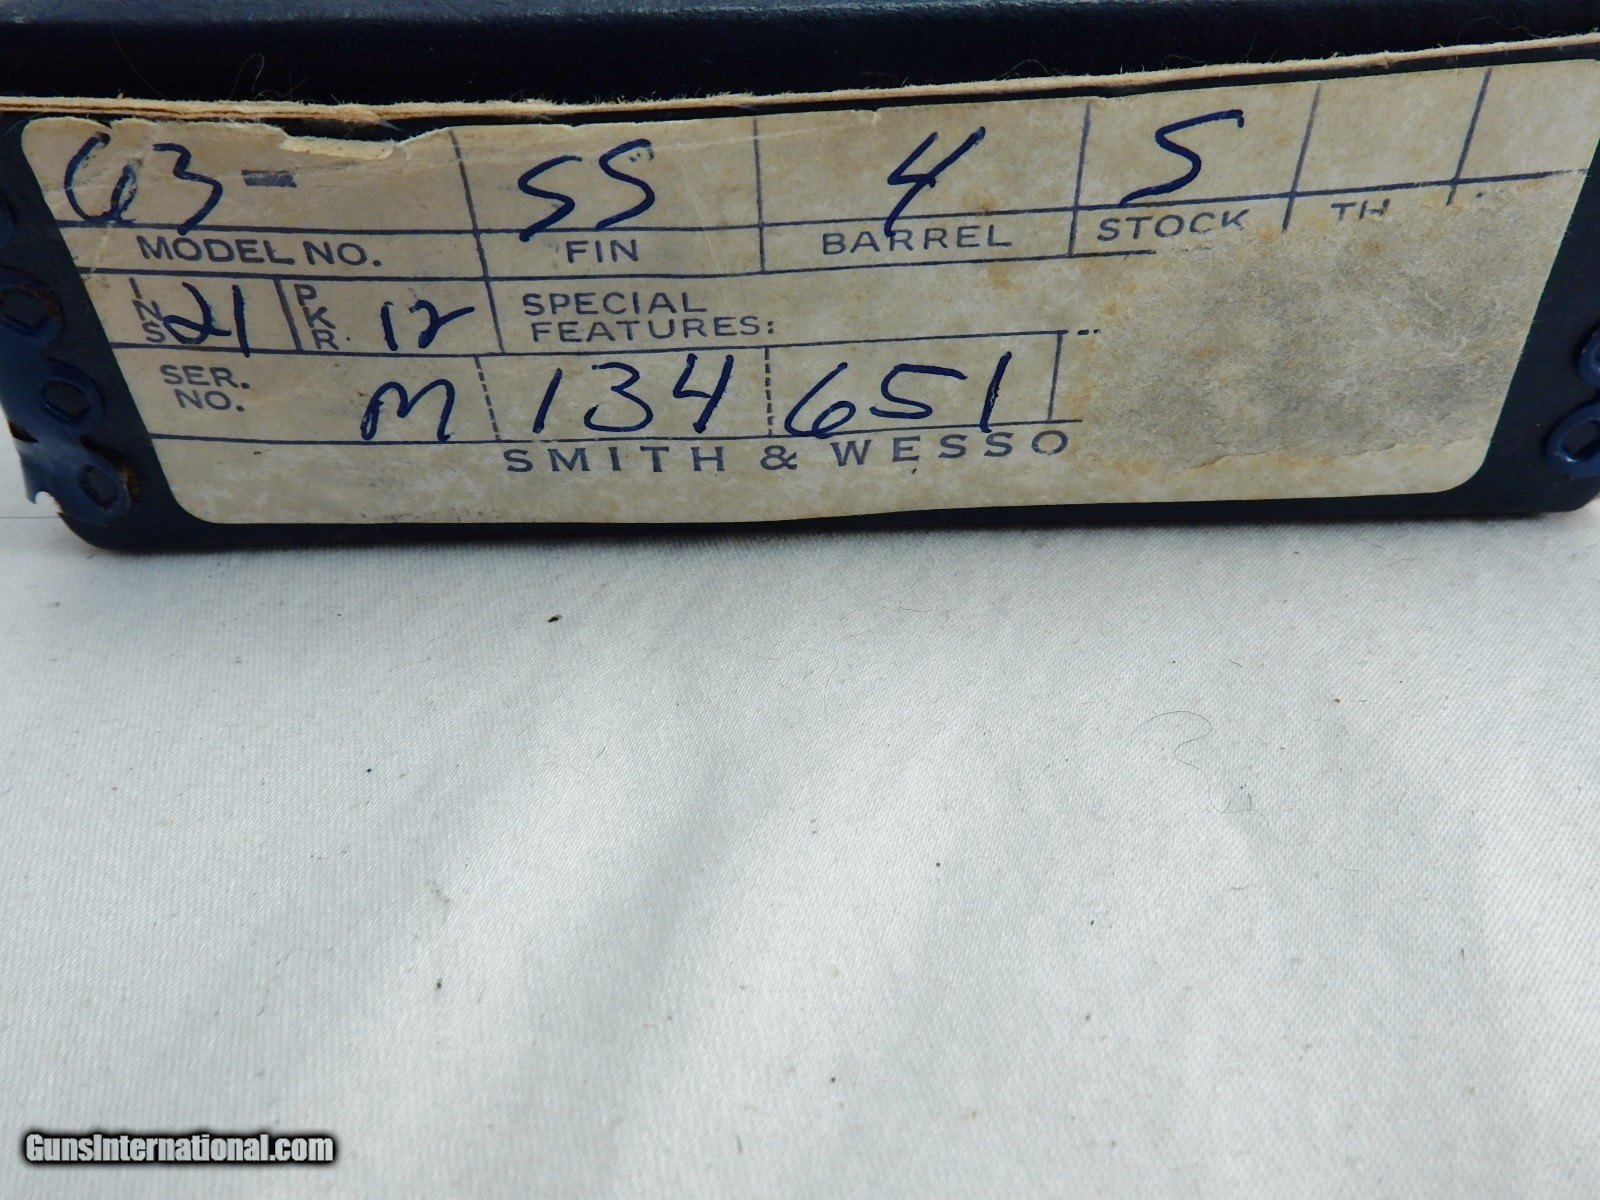 63- SS 4 S
MODEL NO. FIN BARREL STOCK TH
INS 21 PKR. 12 SPECIAL FEATURES:
SER. NO. M 134 651
SMITH & WESSO
GunsInternational.com